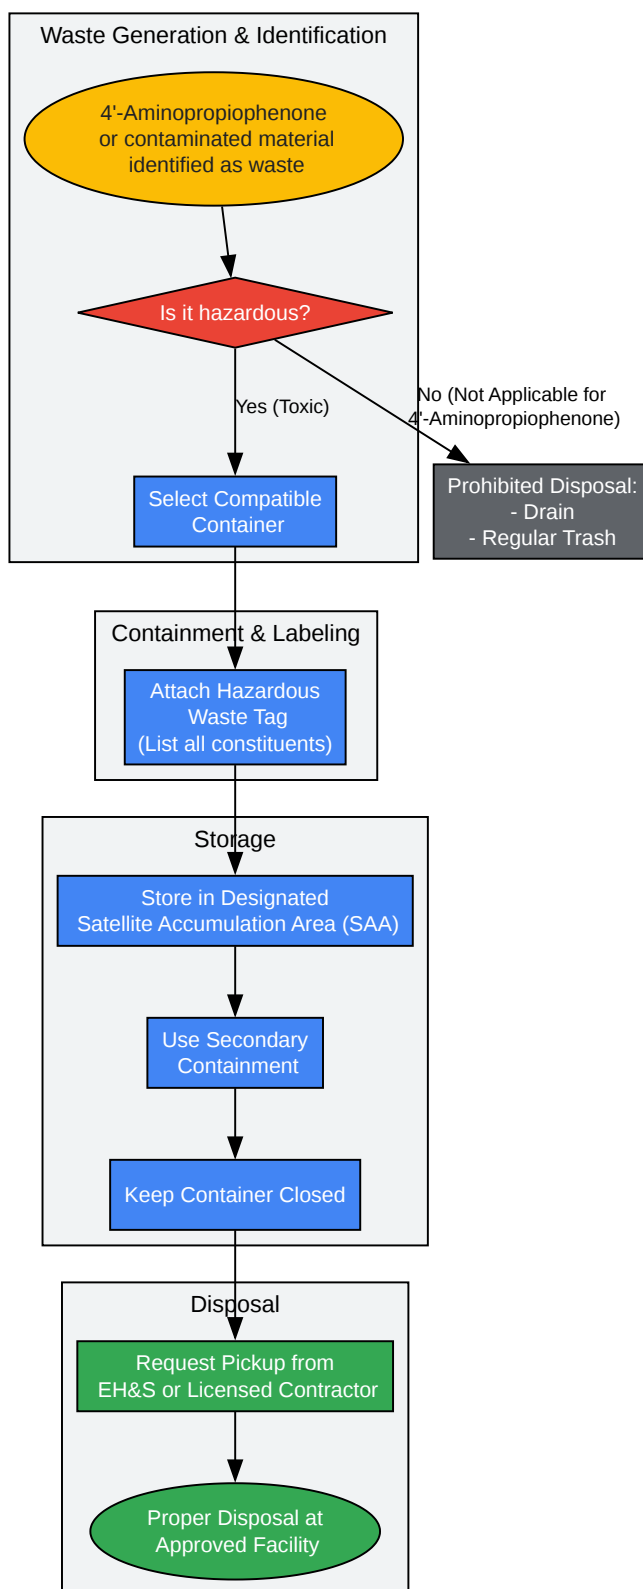 Waste Generation & Identification
4'-Aminopropiophenone
or contaminated material
identified as waste
Is it hazardous?
Yes (Toxic)
No (Not Applicable for
4'-Aminopropiophenone)
Select Compatible
Container
Prohibited Disposal:
- Drain
- Regular Trash
Containment & Labeling
Attach Hazardous
Waste Tag
(List all constituents)
Storage
Store in Designated
Satellite Accumulation Area (SAA)
Use Secondary
Containment
Keep Container Closed
Disposal
Request Pickup from
EH&S or Licensed Contractor
Proper Disposal at
Approved Facility